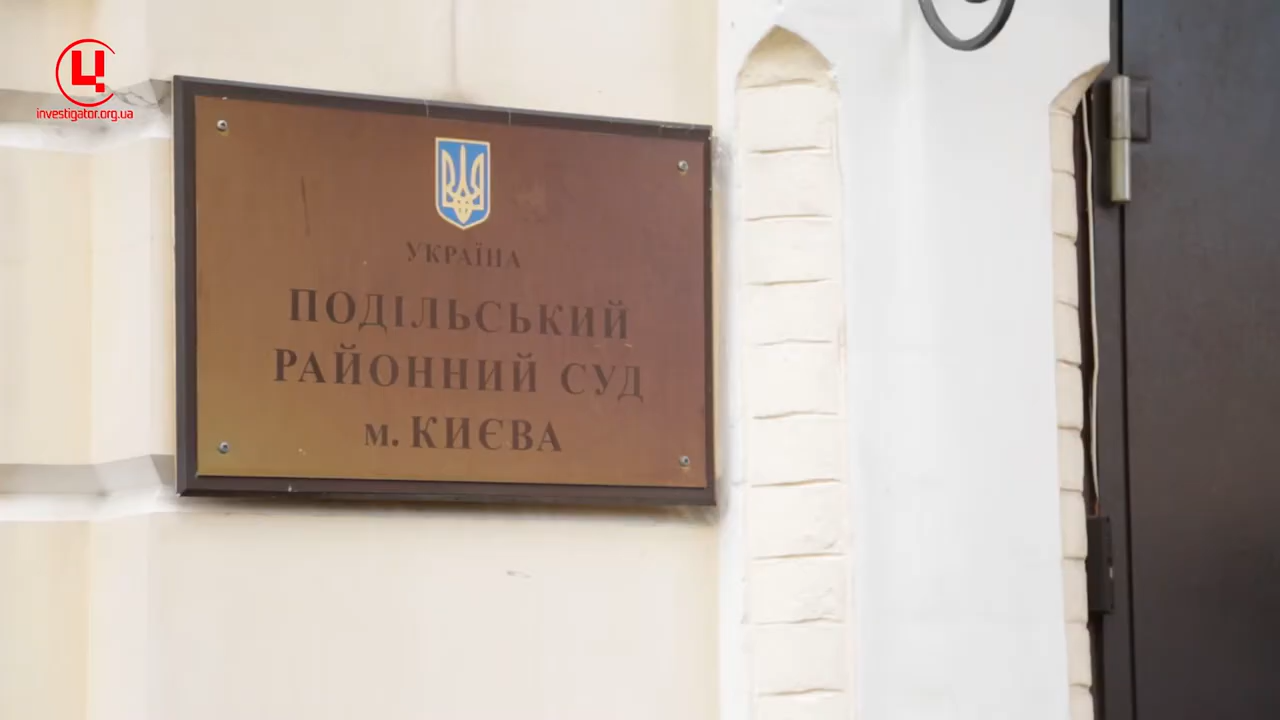 investigator.org.ua
УКРАЇНА
ПОДІЛЬСЬКИЙ
РАЙОННИЙ СУД
м. КИЄВА